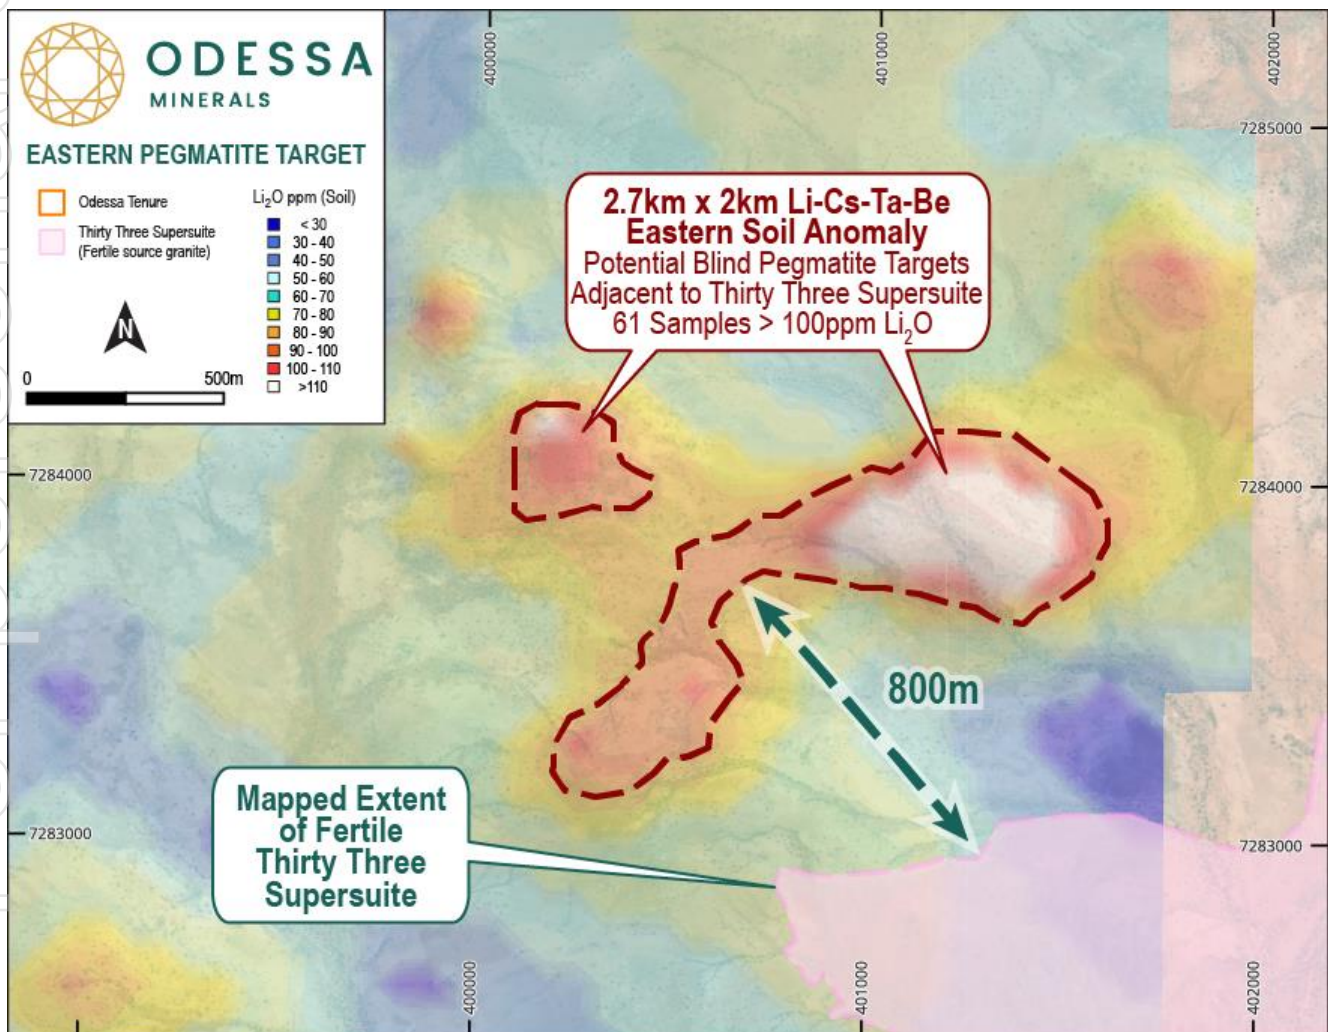 ODESSA
MINERALS
EASTERN PEGMATITE TARGET
Odessa Tenure
Thirty Three Supersuite
(Fertile source granite)
Li₂O ppm (Soil)
< 30
30 - 40
40 - 50
50 - 60
60 - 70
70 - 80
80 - 90
90 - 100
100 - 110
>110
N
0 500m
400000
401000
402000
7285000
2.7km x 2km Li-Cs-Ta-Be
Eastern Soil Anomaly
Potential Blind Pegmatite Targets
Adjacent to Thirty Three Supersuite
61 Samples > 100ppm Li₂O
7284000
7284000
800m
Mapped Extent
of Fertile
Thirty Three
Supersuite
7283000
7283000
400000
401000
402000